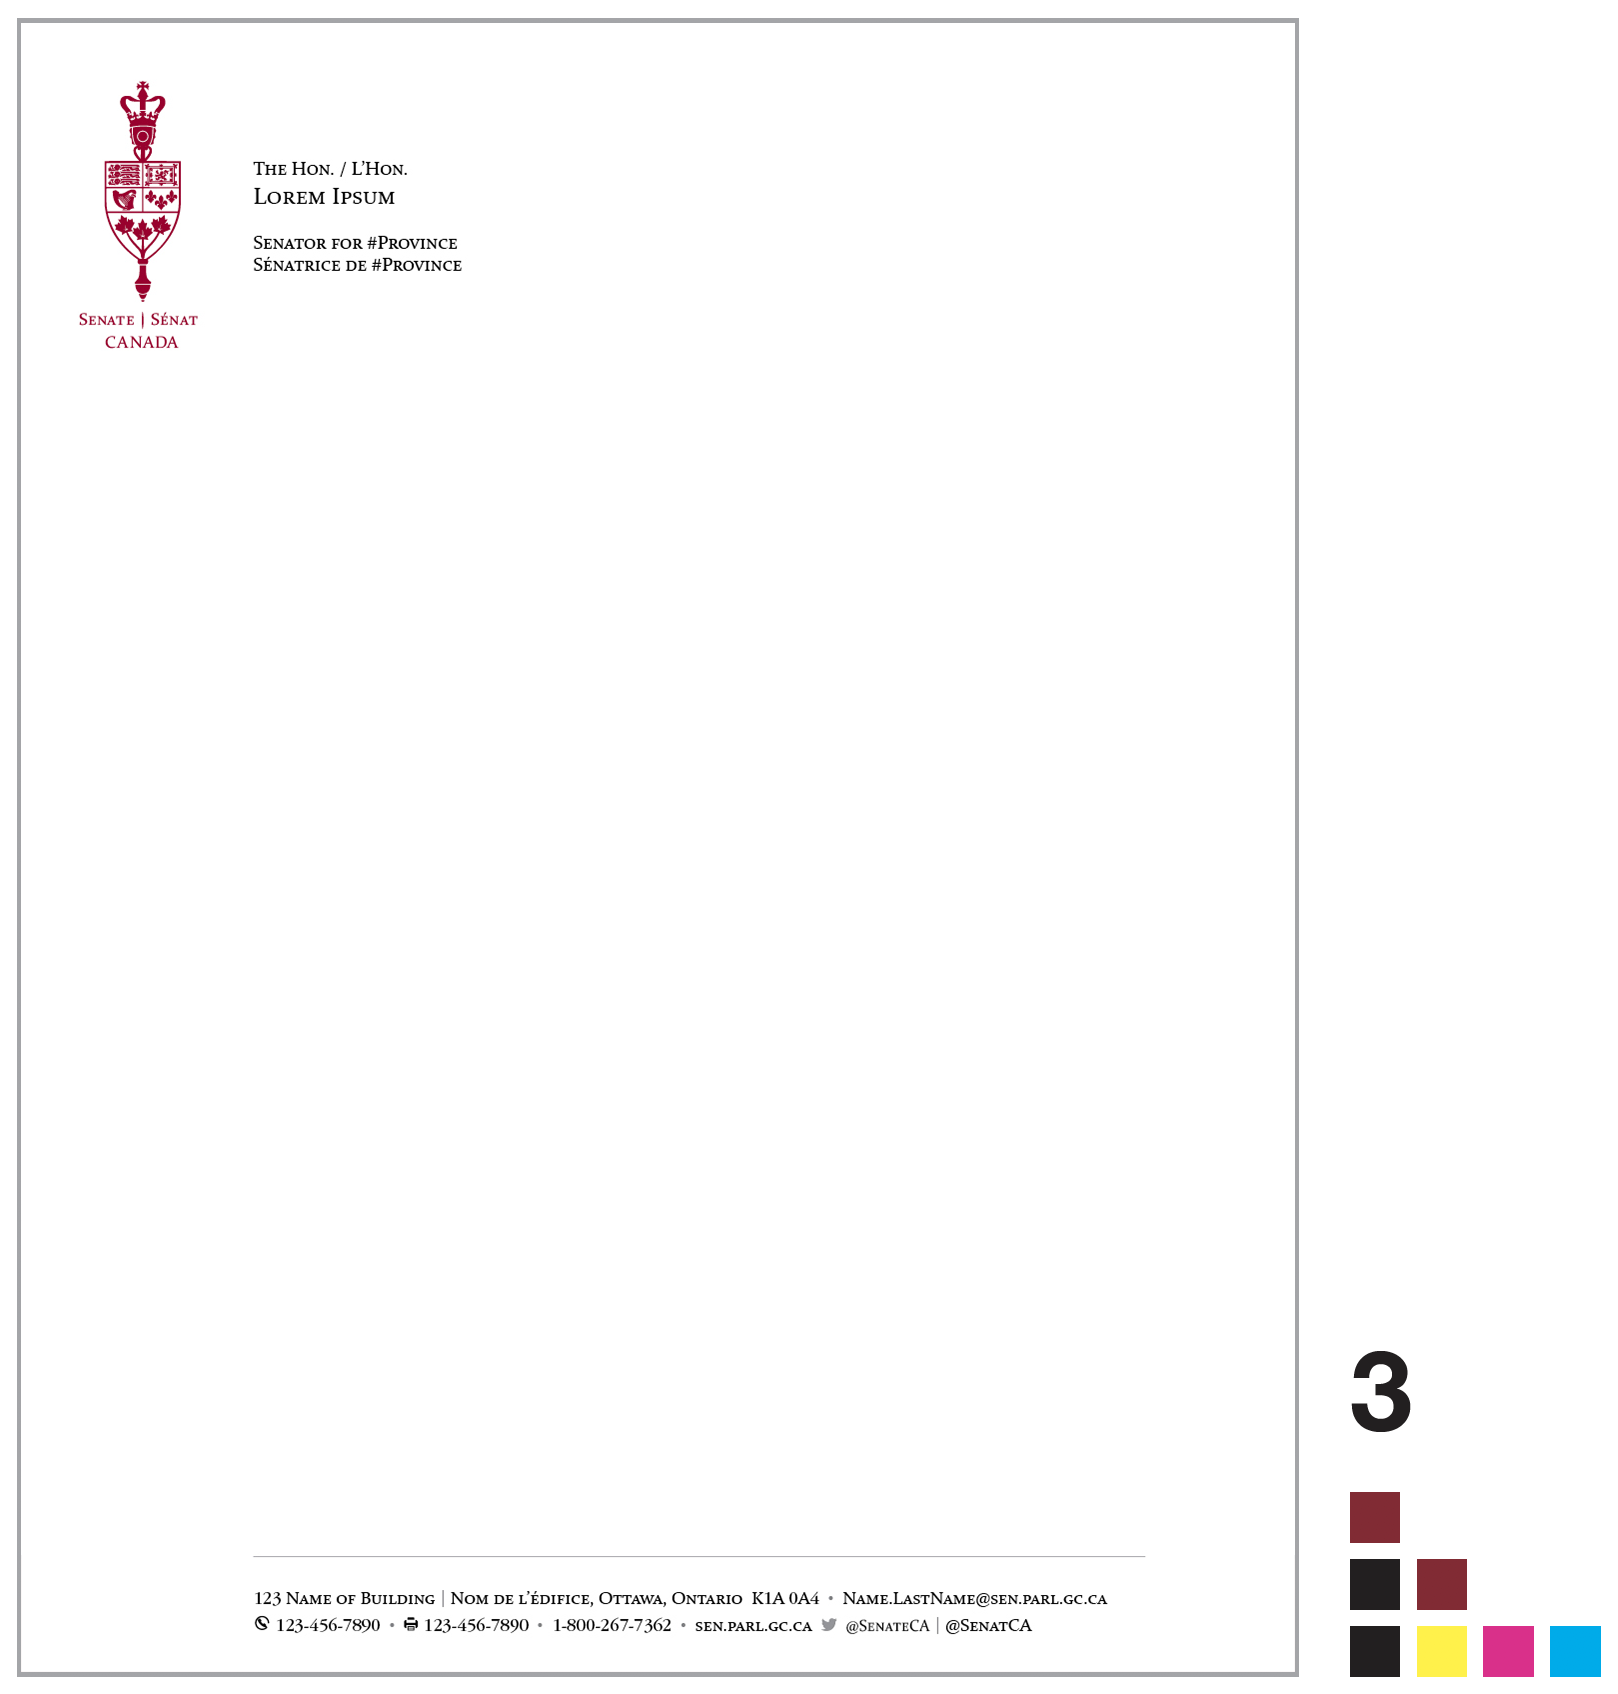 The Hon. / L’Hon.
Lorem Ipsum
Senator for #Province
Sénatrice de #Province
Senate | Sénat
CANADA
3
123 Name of Building | Nom de l’édifice, Ottawa, Ontario K1A 0A4 • Name.LastName@sen.parl.gc.ca
123-456-7890 • 123-456-7890 • 1-800-267-7362 • sen.parl.gc.ca @SenateCA | @SenatCA